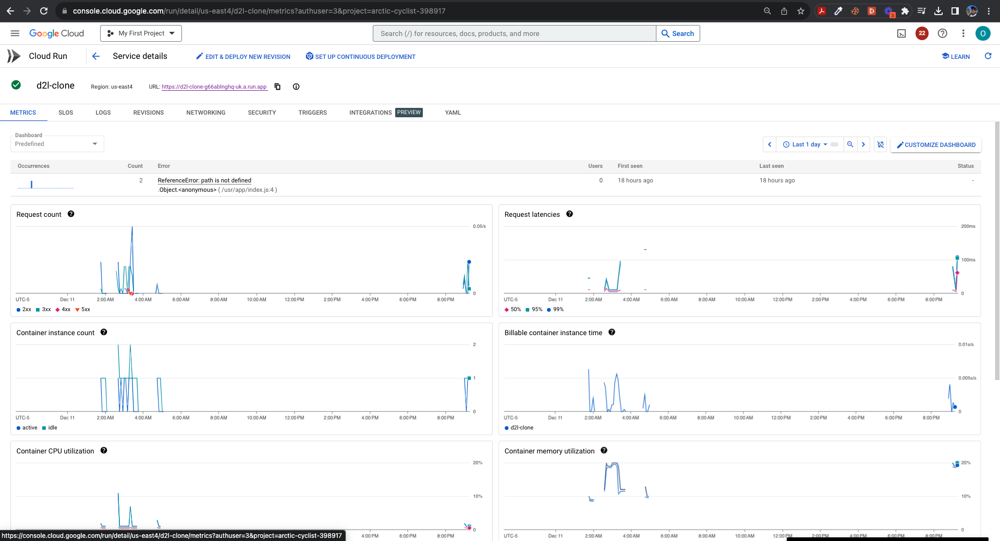 console.cloud.google.com/run/detail/us-east4/d2l-clone/metrics?authuser=3&project=arctic-cyclist-398917
3
Google Cloud
My First Project
Search (/) for resources, docs, products, and more
Search
22
O
Cloud Run
Service details
EDIT & DEPLOY NEW REVISION
SET UP CONTINUOUS DEPLOYMENT
LEARN
d2l-clone
Region: us-east4
URL: https://d2l-clone-g66ablnghq-uk.a.run.app
METRICS SLOS LOGS REVISIONS NETWORKING SECURITY TRIGGERS INTEGRATIONS PREVIEW YAML
Dashboard
Predefined
Last 1 day
CUSTOMIZE DASHBOARD
Occurrences Count Error Users First seen Last seen Status
2 ReferenceError: path is not defined 0 18 hours ago 18 hours ago -
.Object.<anonymous> ( /usr/app/index.js:4 )
Request count
0.05/s
0
UTC-5 Dec 11 2:00 AM 4:00 AM 6:00 AM 8:00 AM 10:00 AM 12:00 PM 2:00 PM 4:00 PM 6:00 PM 8:00 PM
2xx 3xx 4xx 5xx
Request latencies
200ms
100ms
0
UTC-5 Dec 11 2:00 AM 4:00 AM 6:00 AM 8:00 AM 10:00 AM 12:00 PM 2:00 PM 4:00 PM 6:00 PM 8:00 PM
50% 95% 99%
Container instance count
2
1
0
UTC-5 Dec 11 2:00 AM 4:00 AM 6:00 AM 8:00 AM 10:00 AM 12:00 PM 2:00 PM 4:00 PM 6:00 PM 8:00 PM
active idle
Billable container instance time
0.01s/s
0.005s/s
0
UTC-5 Dec 11 2:00 AM 4:00 AM 6:00 AM 8:00 AM 10:00 AM 12:00 PM 2:00 PM 4:00 PM 6:00 PM 8:00 PM
d2l-clone
Container CPU utilization
20%
10%
0
4:00 PM 6:00 PM 8:00 PM
Container memory utilization
20%
10%
0
UTC-5 Dec 11 2:00 AM 4:00 AM 6:00 AM 8:00 AM 10:00 AM 12:00 PM 2:00 PM 4:00 PM 6:00 PM 8:00 PM
https://console.cloud.google.com/run/detail/us-east4/d2l-clone/metrics?authuser=3&project=arctic-cyclist-398917